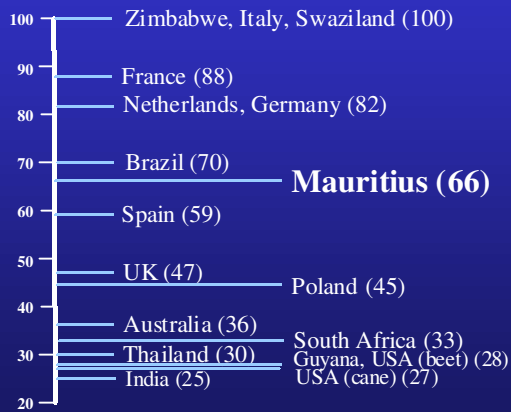 100
Zimbabwe, Italy, Swaziland (100)
90
France (88)
80
Netherlands, Germany (82)
70
Brazil (70)
Mauritius (66)
60
Spain (59)
50
UK (47)
Poland (45)
40
Australia (36)
South Africa (33)
30
Thailand (30)
Guyana, USA (beet) (28)
USA (cane) (27)
India (25)
20